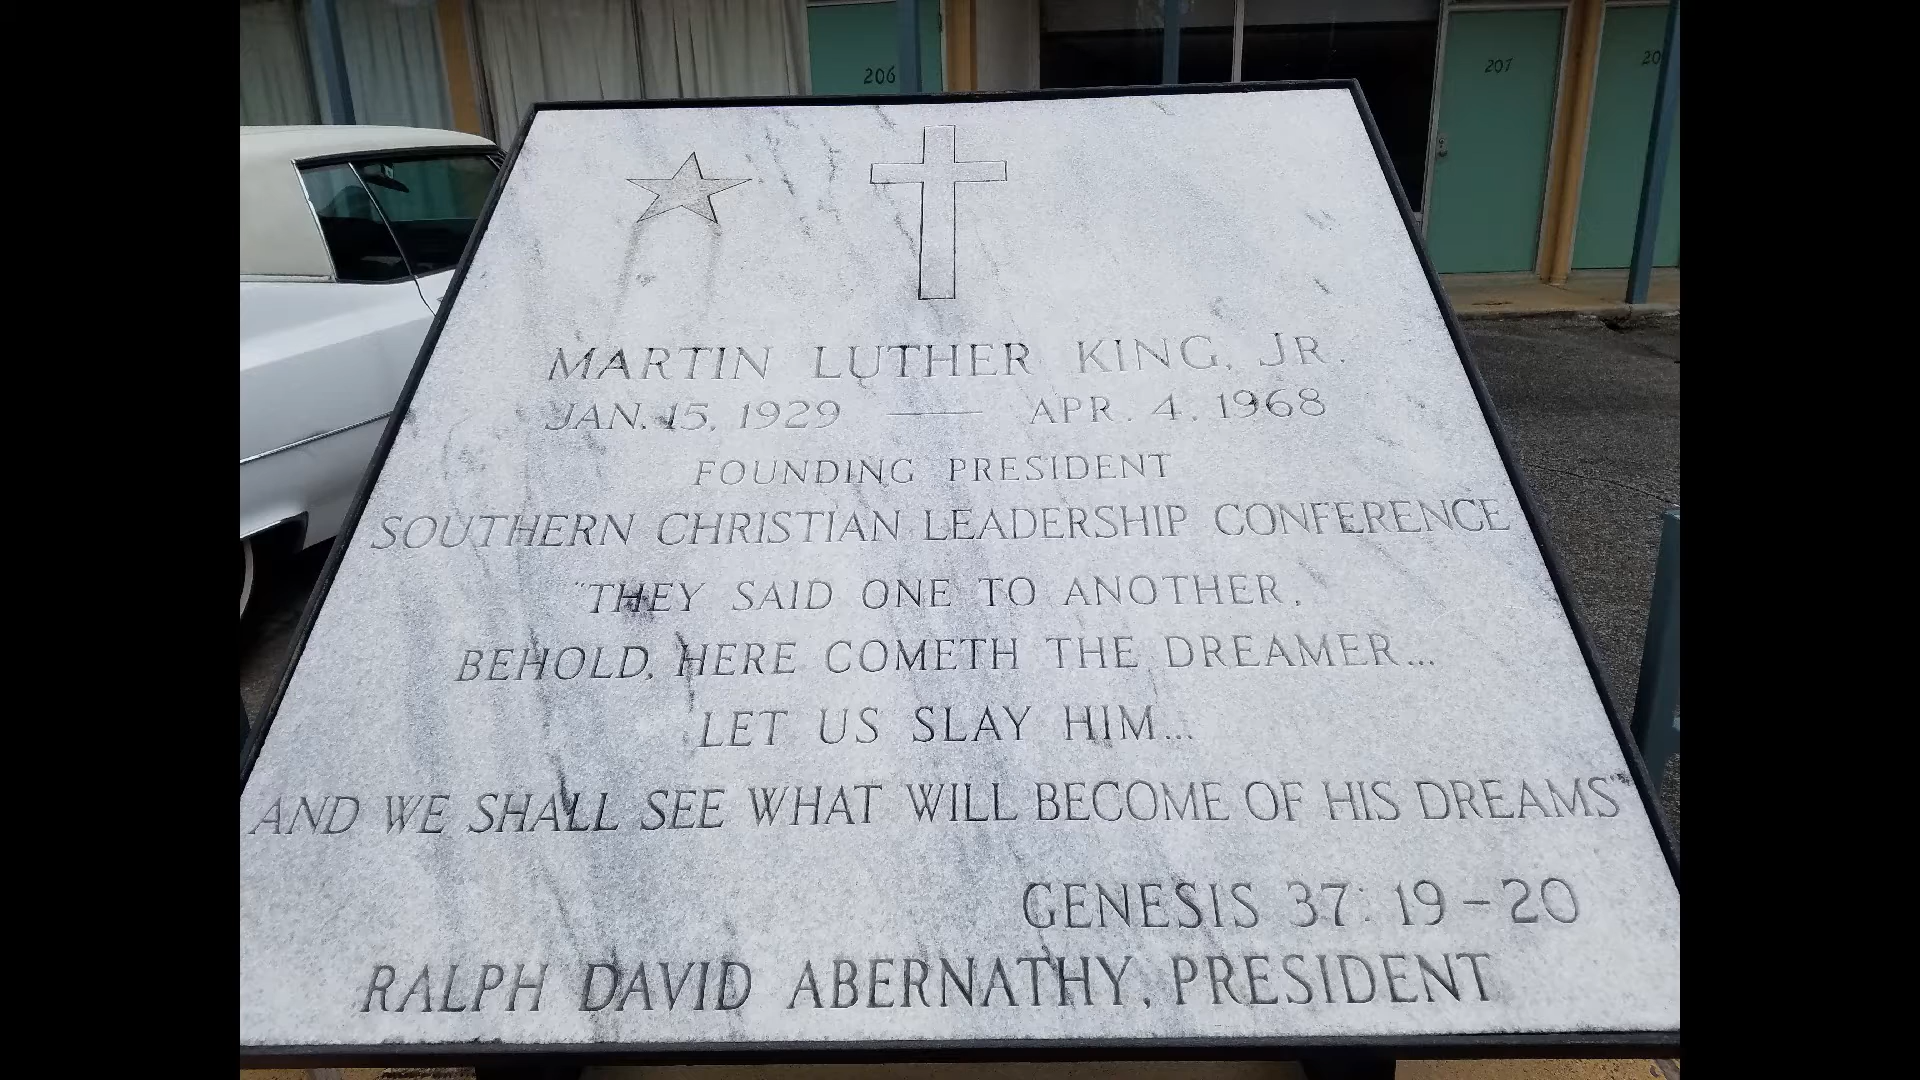 206
207
20
MARTIN LUTHER KING, JR.
JAN. 15, 1929 — APR. 4, 1968
FOUNDING PRESIDENT
SOUTHERN CHRISTIAN LEADERSHIP CONFERENCE
"THEY SAID ONE TO ANOTHER,
BEHOLD, HERE COMETH THE DREAMER...
LET US SLAY HIM...
AND WE SHALL SEE WHAT WILL BECOME OF HIS DREAMS"
GENESIS 37: 19-20
RALPH DAVID ABERNATHY, PRESIDENT